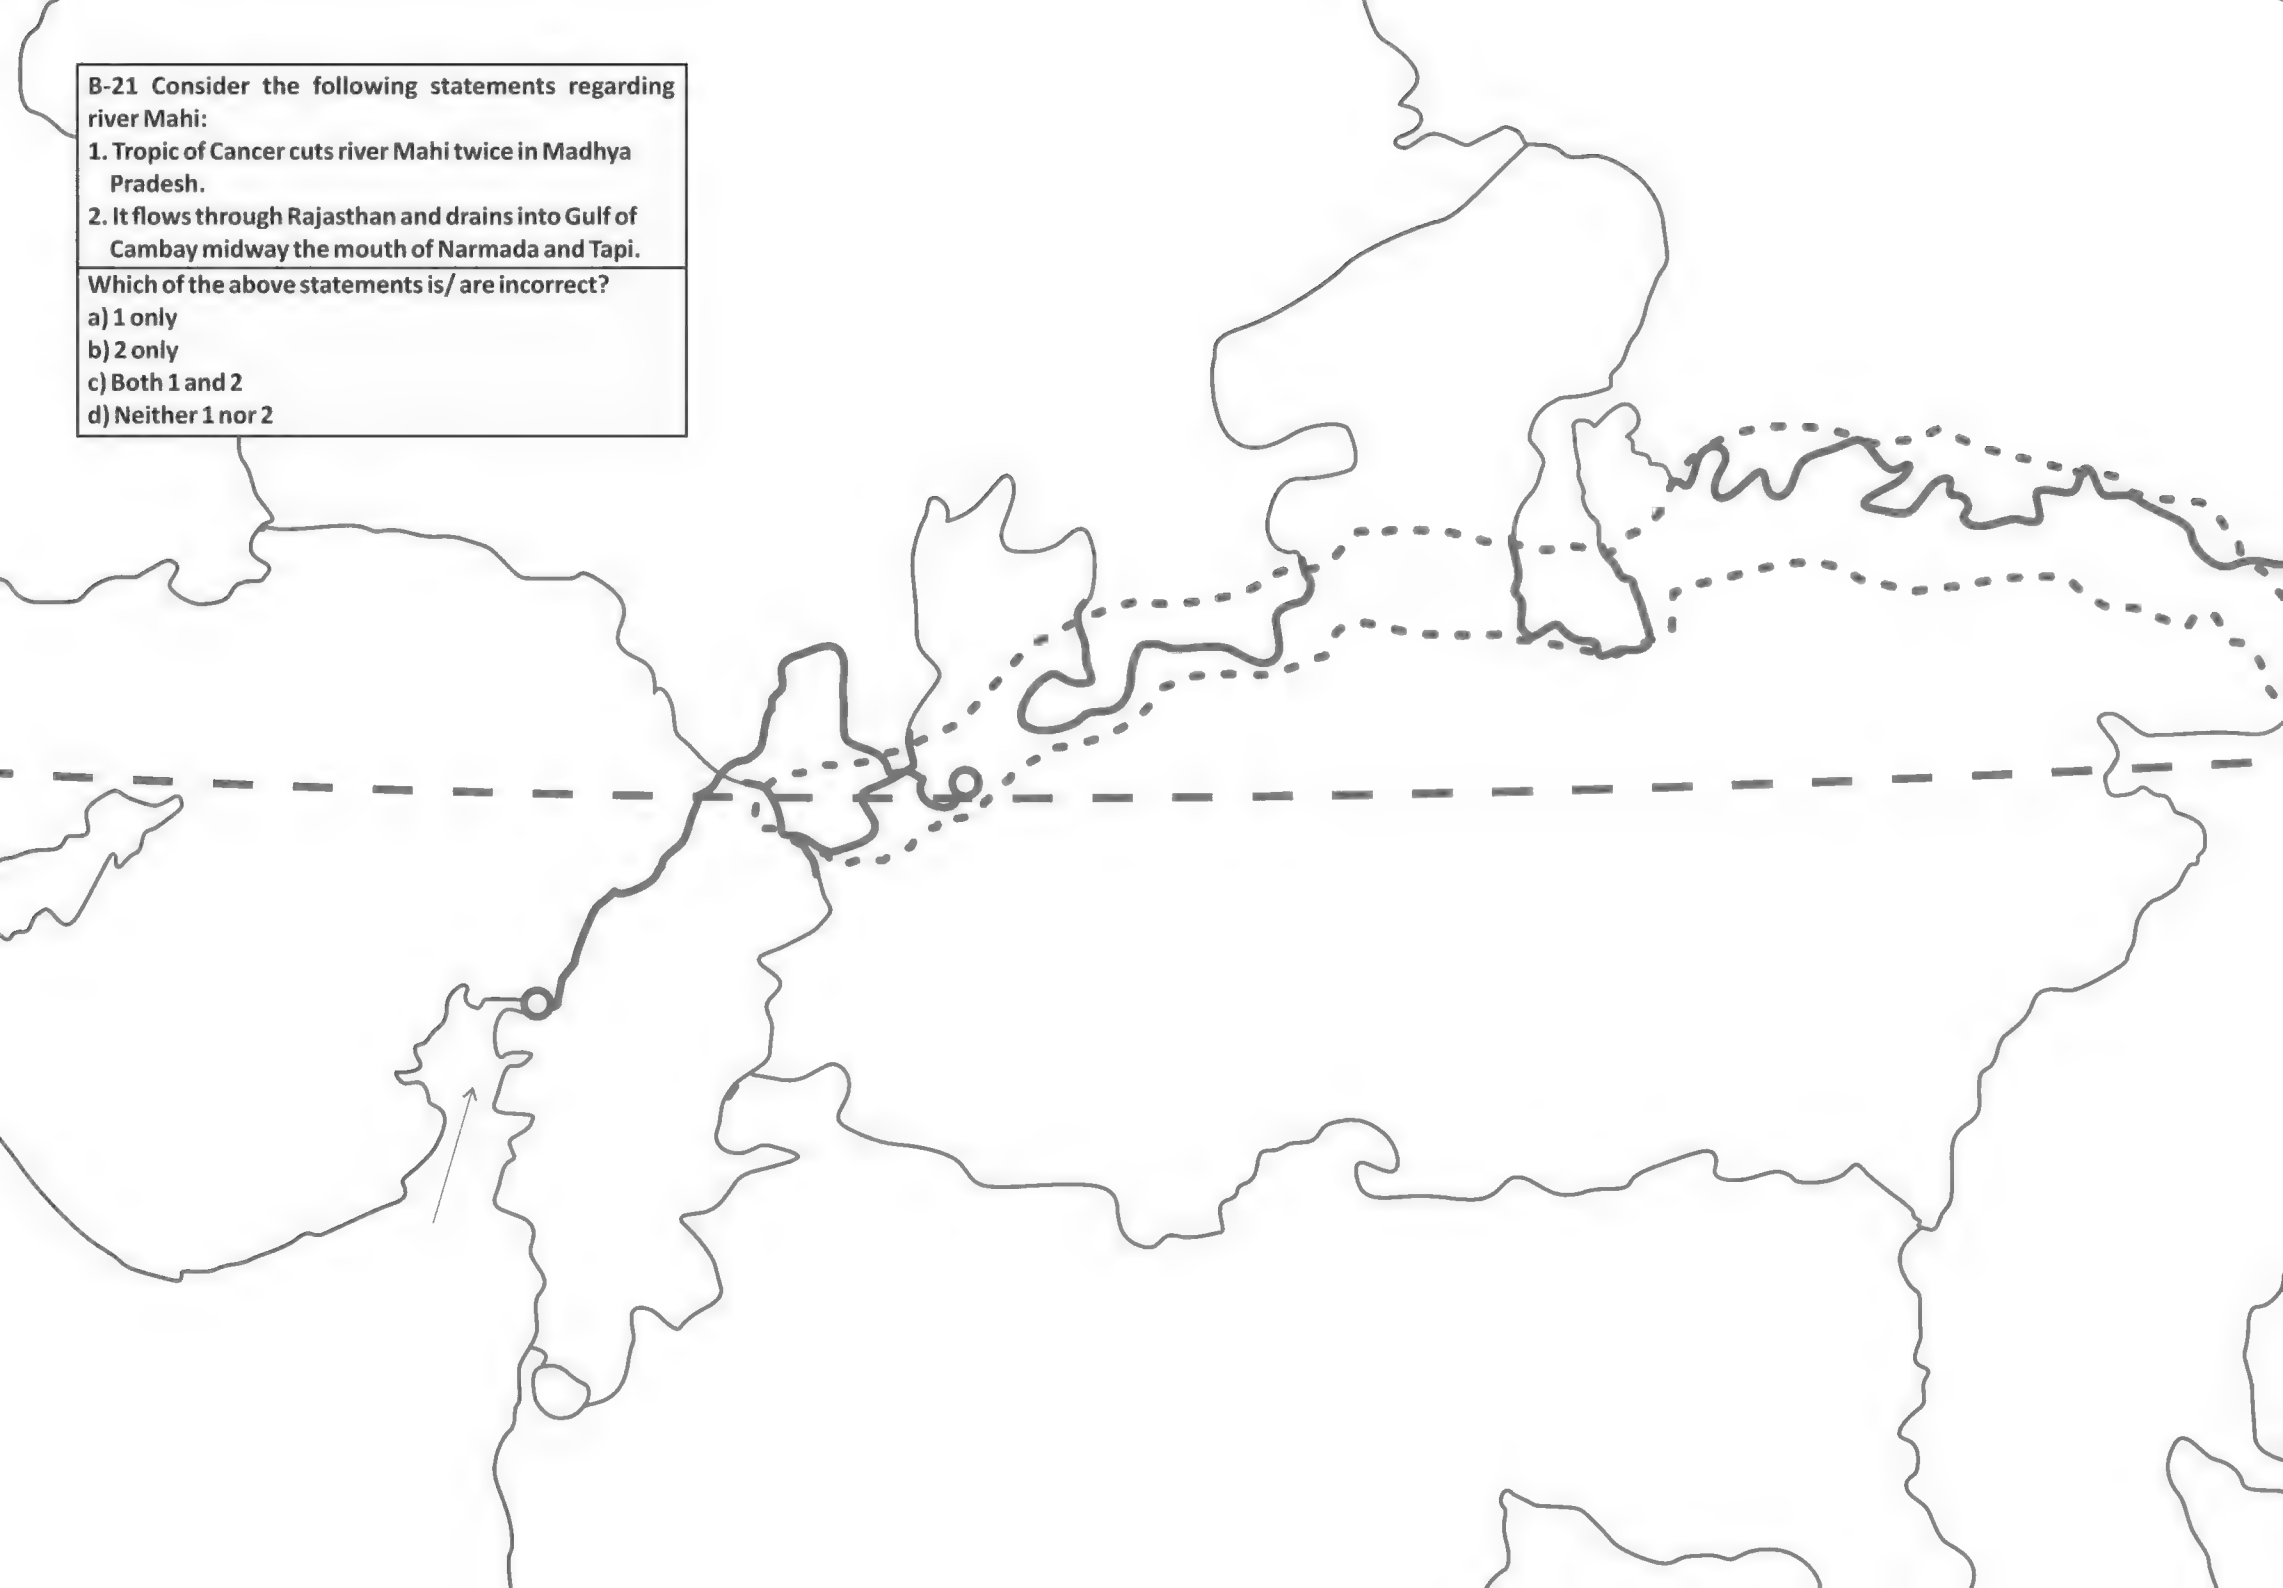 B-21 Consider the following statements regarding
river Mahi:
1. Tropic of Cancer cuts river Mahi twice in Madhya
Pradesh.
2. It flows through Rajasthan and drains into Gulf of
Cambay midway the mouth of Narmada and Tapi.
Which of the above statements is/ are incorrect?
a) 1 only
b) 2 only
c) Both 1 and 2
d) Neither 1 nor 2